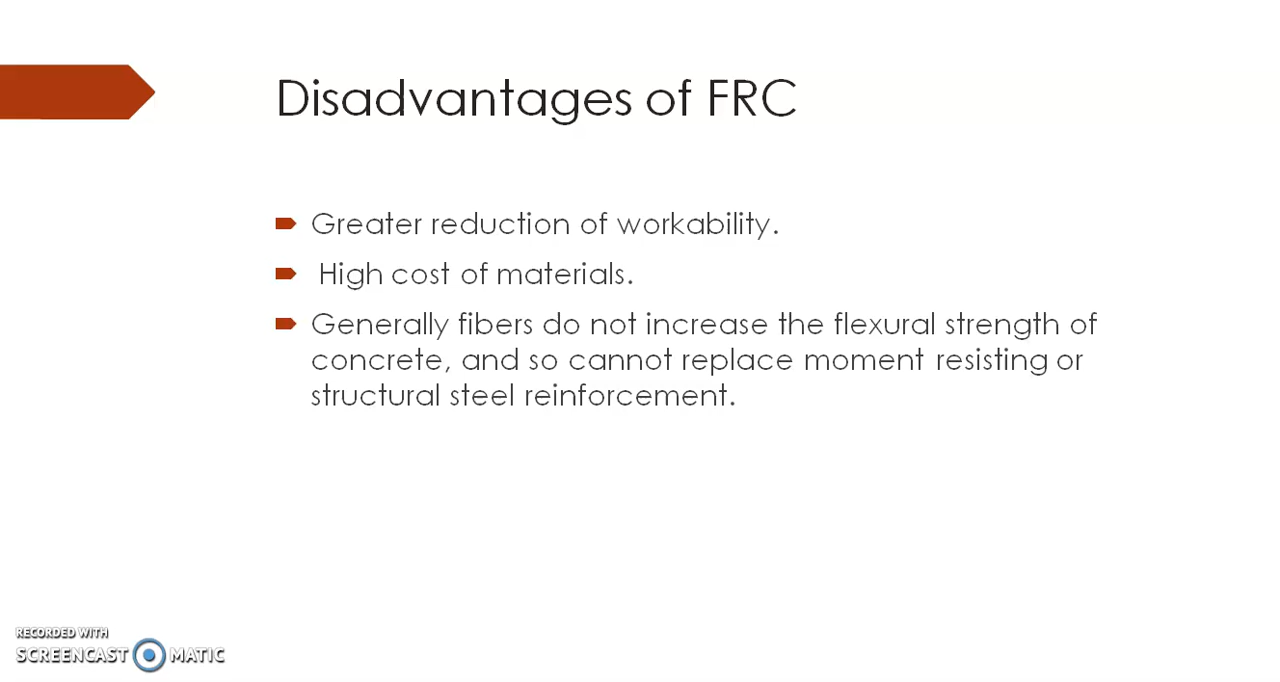 Disadvantages of FRC
Greater reduction of workability.
High cost of materials.
Generally fibers do not increase the flexural strength of
concrete, and so cannot replace moment resisting or
structural steel reinforcement.
RECORDED WITH
SCREENCAST MATIC